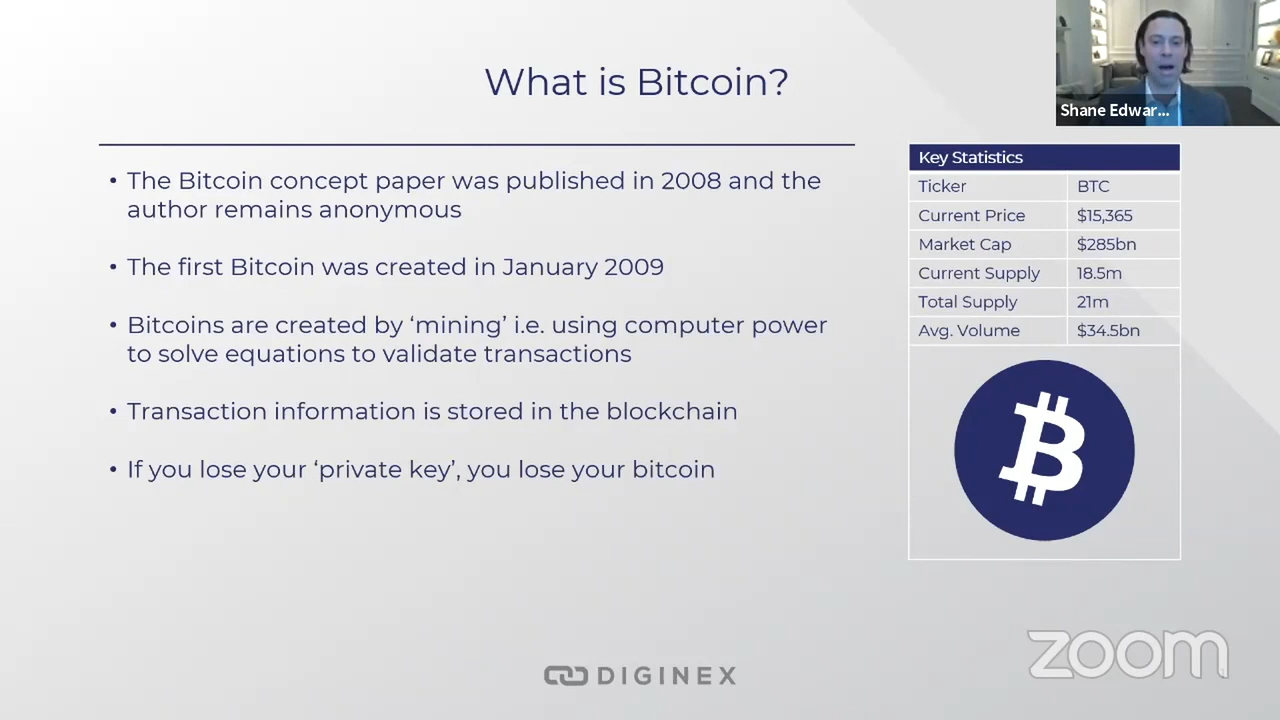 What is Bitcoin?
Shane Edwar...
• The Bitcoin concept paper was published in 2008 and the
author remains anonymous
• The first Bitcoin was created in January 2009
• Bitcoins are created by ‘mining’ i.e. using computer power
to solve equations to validate transactions
• Transaction information is stored in the blockchain
• If you lose your ‘private key’, you lose your bitcoin
Key Statistics
Ticker BTC
Current Price $15,365
Market Cap $285bn
Current Supply 18.5m
Total Supply 21m
Avg. Volume $34.5bn
DIGINEX
zoom